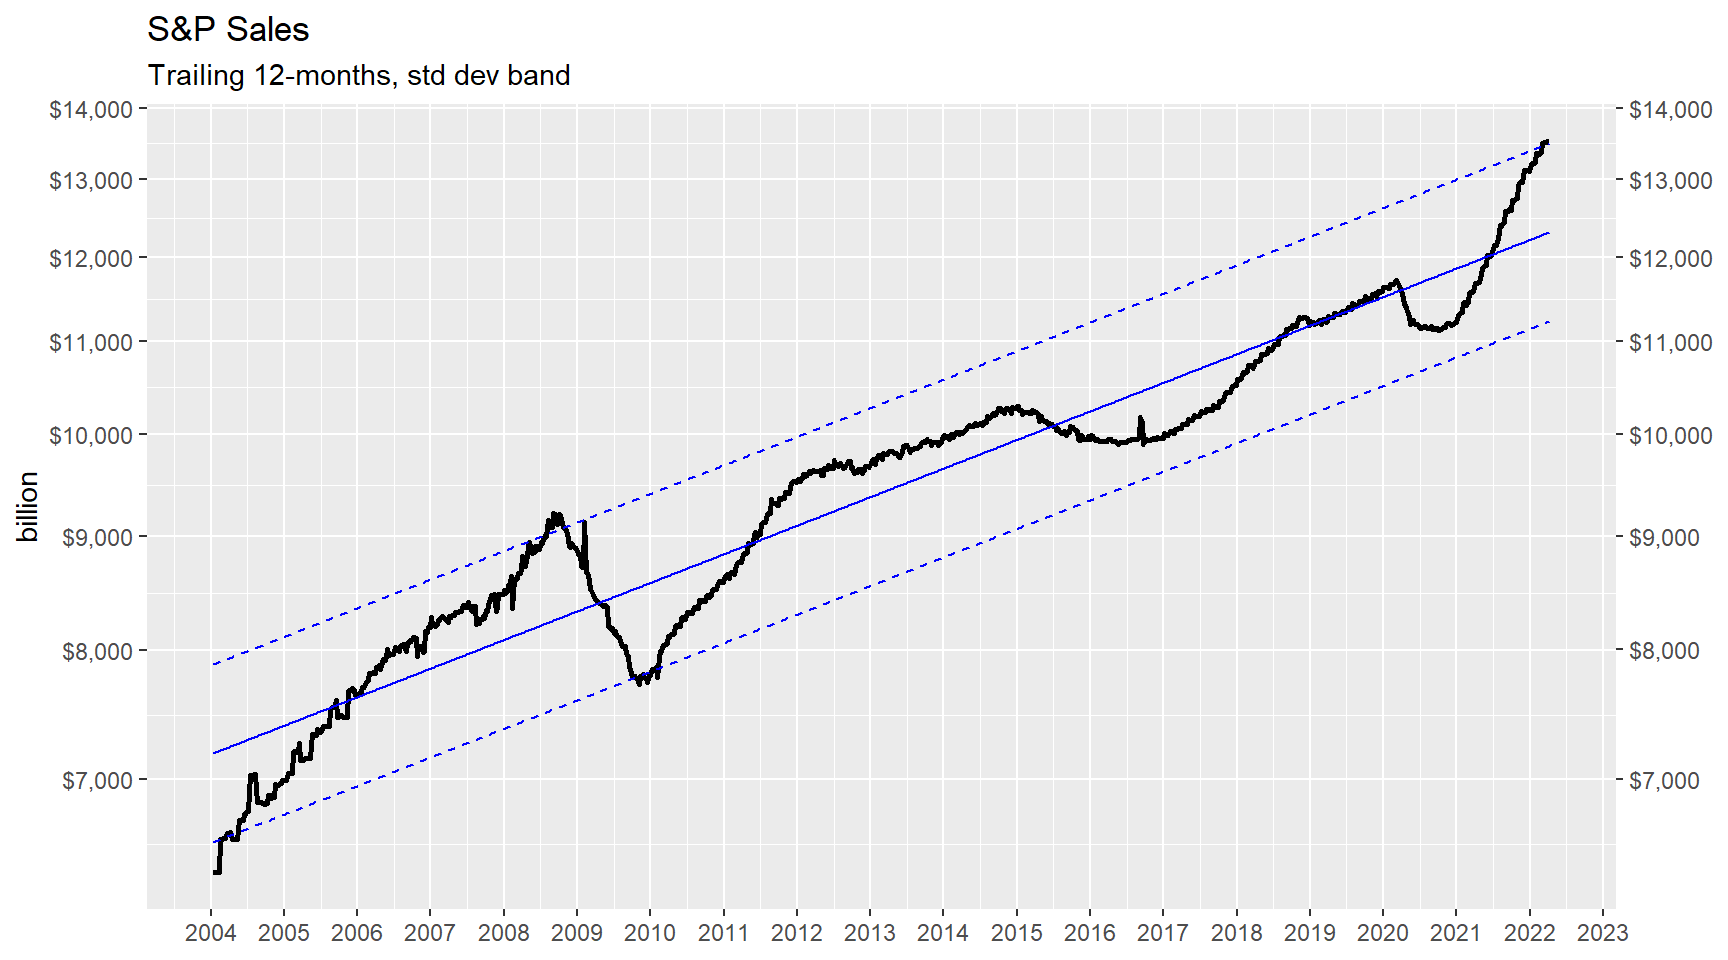 S&P Sales
Trailing 12-months, std dev band
$14,000 $14,000
$13,000 $13,000
$12,000 $12,000
$11,000 $11,000
$10,000 $10,000
billion
$9,000 $9,000
$8,000 $8,000
$7,000 $7,000
2004 2005 2006 2007 2008 2009 2010 2011 2012 2013 2014 2015 2016 2017 2018 2019 2020 2021 2022 2023